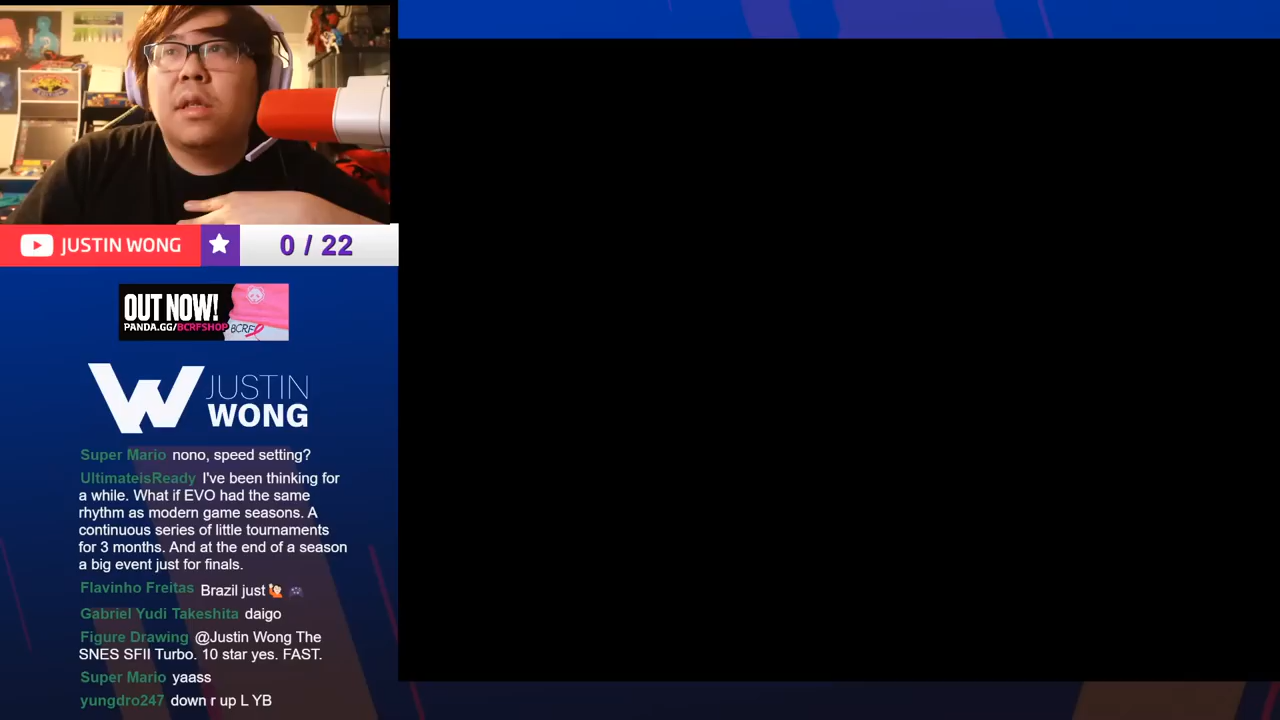 JUSTIN WONG
0 / 22
OUT NOW!
PANDA.GG/BCRFSHOP
BCRF
JUSTIN
WONG
Super Mario nono, speed setting?
UltimateisReady I've been thinking for
a while. What if EVO had the same
rhythm as modern game seasons. A
continuous series of little tournaments
for 3 months. And at the end of a season
a big event just for finals.
Flavinho Freitas Brazil just🙋🏻🎮
Gabriel Yudi Takeshita daigo
Figure Drawing @Justin Wong The
SNES SFII Turbo. 10 star yes. FAST.
Super Mario yaass
yungdro247 down r up L YB